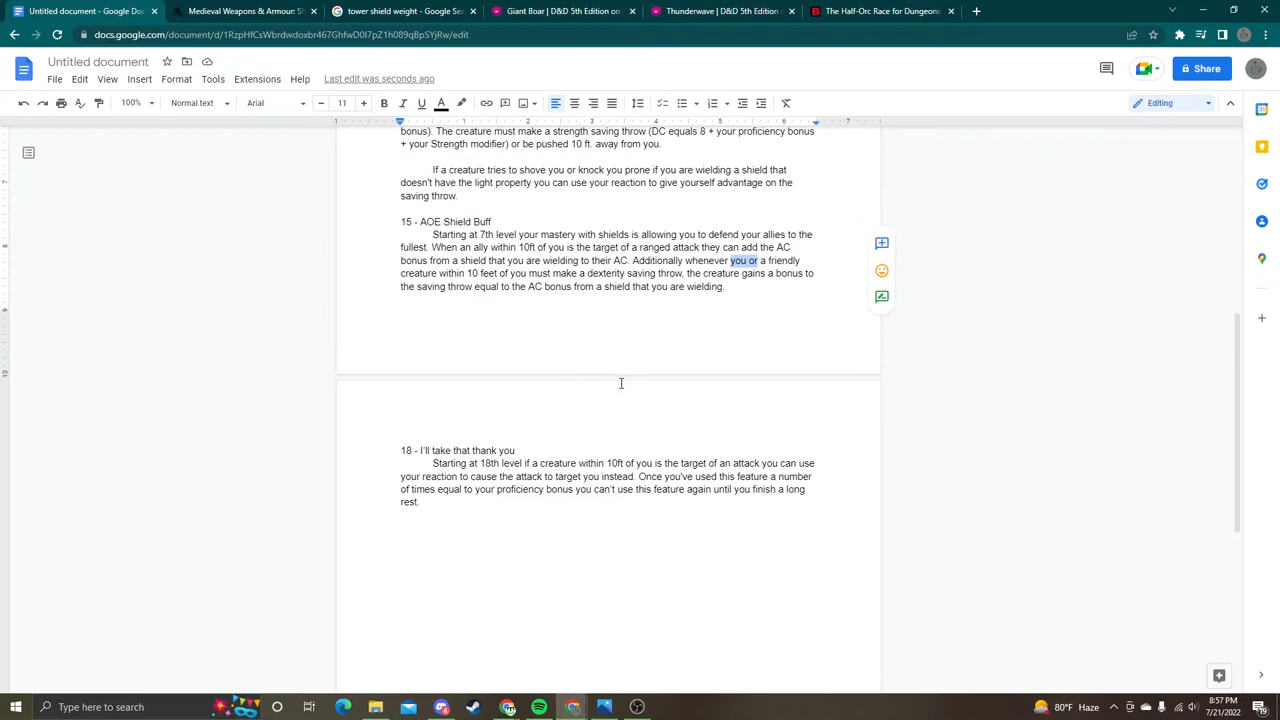 Untitled document - Google Doc
Medieval Weapons & Armour: Sh
tower shield weight - Google Sea
Giant Boar | D&D 5th Edition on
Thunderwave | D&D 5th Edition
The Half-Orc Race for Dungeons
docs.google.com/document/d/1RzpHfCsWbrdwdoxbr467GhfwD0I7pZ1h089qBpSYjRI/edit
Untitled document
File Edit View Insert Format Tools Extensions Help Last edit was seconds ago
Share
100% Normal text Arial 11 Editing
1 1 2 3 4 5 6 7
bonus). The creature must make a strength saving throw (DC equals 8 + your proficiency bonus
+ your Strength modifier) or be pushed 10 ft. away from you.
If a creature tries to shove you or knock you prone if you are wielding a shield that
doesn't have the light property you can use your reaction to give yourself advantage on the
saving throw.
15 - AOE Shield Buff
Starting at 7th level your mastery with shields is allowing you to defend your allies to the
fullest. When an ally within 10ft of you is the target of a ranged attack they can add the AC
bonus from a shield that you are wielding to their AC. Additionally whenever you or a friendly
creature within 10 feet of you must make a dexterity saving throw, the creature gains a bonus to
the saving throw equal to the AC bonus from a shield that you are wielding.
18 - I'll take that thank you
Starting at 18th level if a creature within 10ft of you is the target of an attack you can use
your reaction to cause the attack to target you instead. Once you've used this feature a number
of times equal to your proficiency bonus you can't use this feature again until you finish a long
rest.
Type here to search
80°F Haze
8:57 PM
7/21/2022